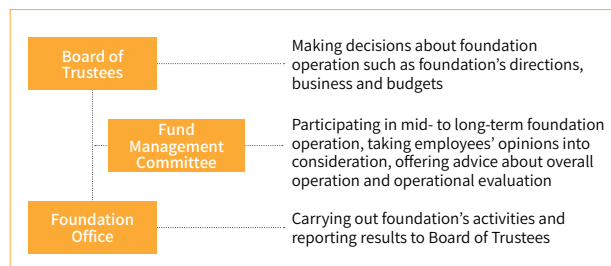 Board of
Trustees
Making decisions about foundation
operation such as foundation's directions,
business and budgets
Fund
Management
Committee
Participating in mid- to long-term foundation
operation, taking employees' opinions into
consideration, offering advice about overall
operation and operational evaluation
Foundation
Office
Carrying out foundation's activities and
reporting results to Board of Trustees